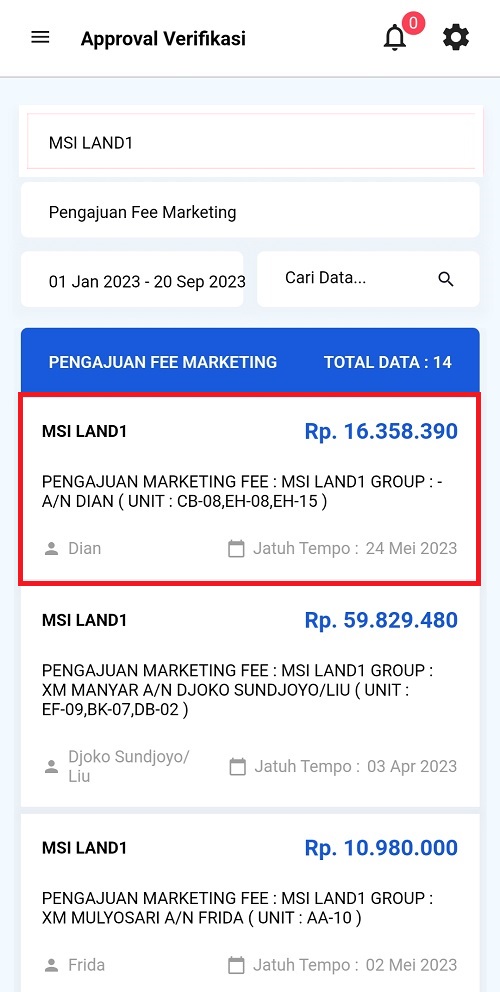 Approval Verifikasi
0
MSI LAND1
Pengajuan Fee Marketing
01 Jan 2023 - 20 Sep 2023
Cari Data...
PENGAJUAN FEE MARKETING
TOTAL DATA : 14
MSI LAND1
Rp. 16.358.390
PENGAJUAN MARKETING FEE : MSI LAND1 GROUP : -
A/N DIAN ( UNIT : CB-08,EH-08,EH-15 )
Dian
Jatuh Tempo : 24 Mei 2023
MSI LAND1
Rp. 59.829.480
PENGAJUAN MARKETING FEE : MSI LAND1 GROUP :
XM MANYAR A/N DJOKO SUNDJOYO/LIU ( UNIT :
EF-09,BK-07,DB-02 )
Djoko Sundjoyo/
Liu
Jatuh Tempo : 03 Apr 2023
MSI LAND1
Rp. 10.980.000
PENGAJUAN MARKETING FEE : MSI LAND1 GROUP :
XM MULYOSARI A/N FRIDA ( UNIT : AA-10 )
Frida
Jatuh Tempo : 02 Mei 2023